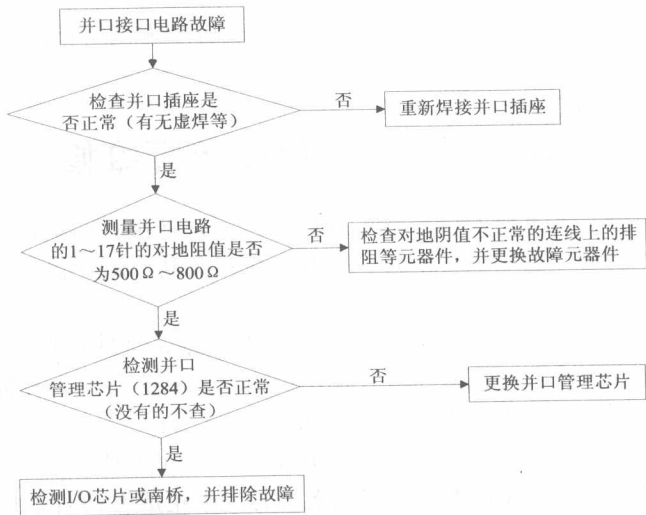 并口接口电路故障
检查并口插座是
否正常（有无虚焊等）
否
重新焊接并口插座
是
测量并口电路
的1～17针的对地阻值是否
为500Ω～800Ω
否
检查对地阴值不正常的连线上的排
阻等元器件，并更换故障元器件
是
检测并口
管理芯片（1284）是否正常
（没有的不查）
否
更换并口管理芯片
是
检测I/O芯片或南桥，并排除故障